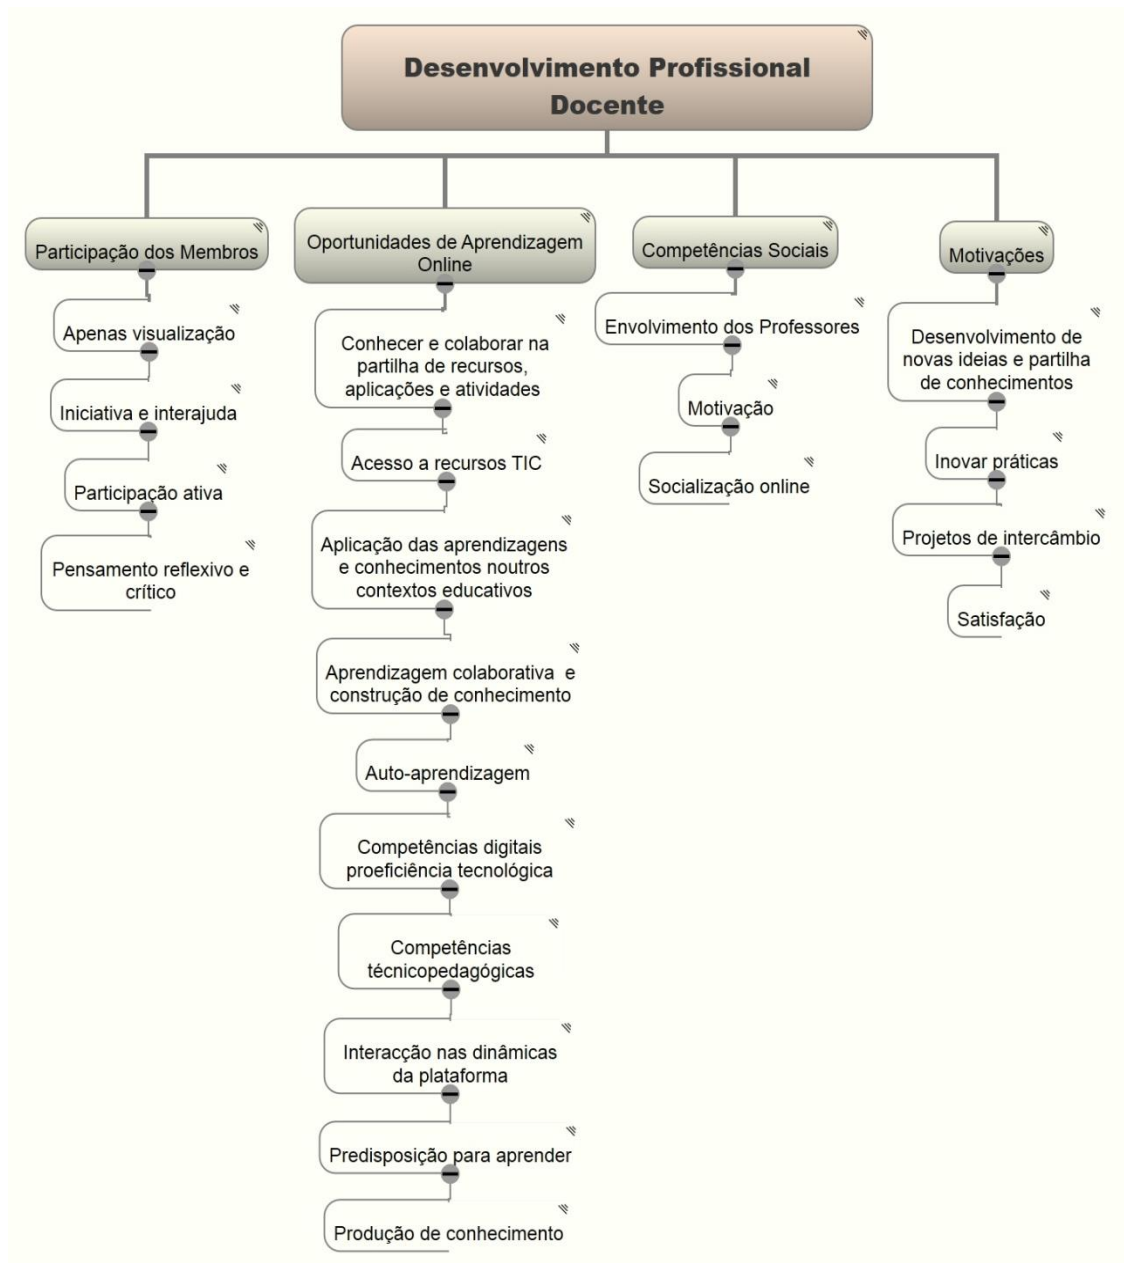 Desenvolvimento Profissional
Docente
Participação dos Membros
Apenas visualização
Iniciativa e interajuda
Participação ativa
Pensamento reflexivo e
crítico
Oportunidades de Aprendizagem
Online
Conhecer e colaborar na
partilha de recursos,
aplicações e atividades
Acesso a recursos TIC
Aplicação das aprendizagens
e conhecimentos noutros
contextos educativos
Aprendizagem colaborativa e
construção de conhecimento
Auto-aprendizagem
Competências digitais
proeficiência tecnológica
Competências
técnicopedagógicas
Interacção nas dinâmicas
da plataforma
Predisposição para aprender
Produção de conhecimento
Competências Sociais
Envolvimento dos Professores
Motivação
Socialização online
Motivações
Desenvolvimento de
novas ideias e partilha
de conhecimentos
Inovar práticas
Projetos de intercâmbio
Satisfação